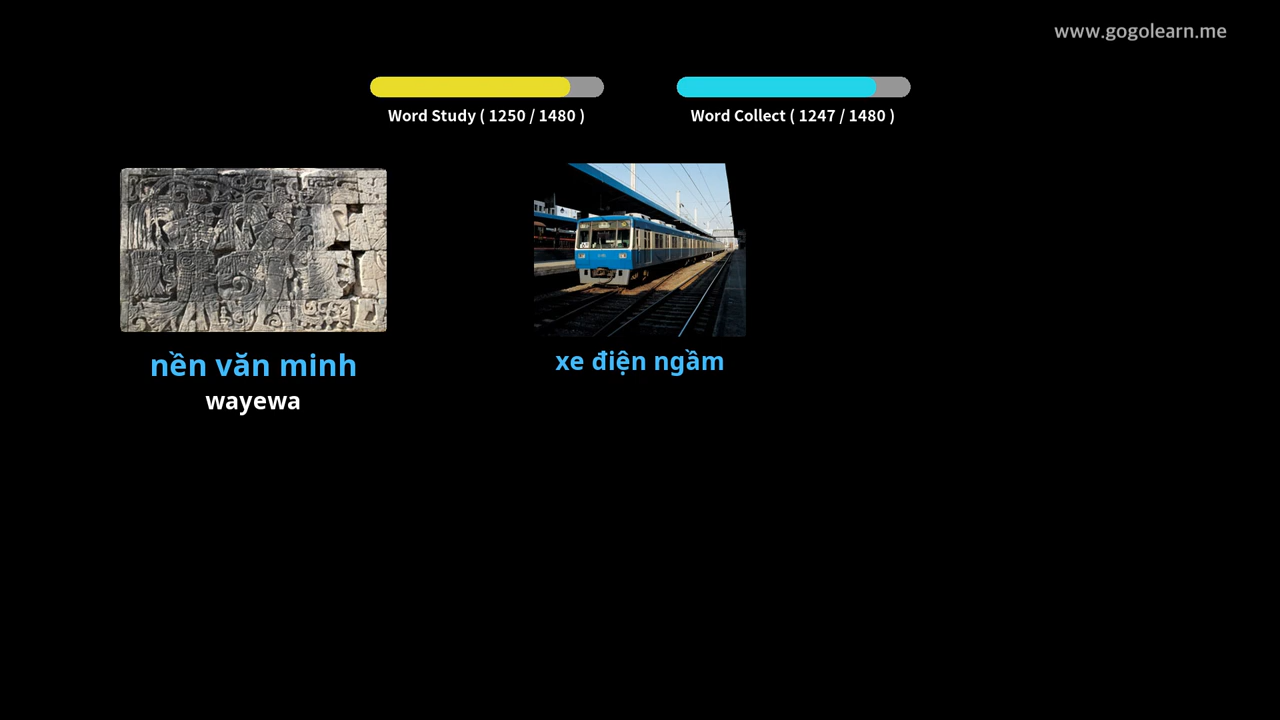 www.gogolearn.me
Word Study ( 1250 / 1480 )
Word Collect ( 1247 / 1480 )
nền văn minh
wayewa
xe điện ngầm